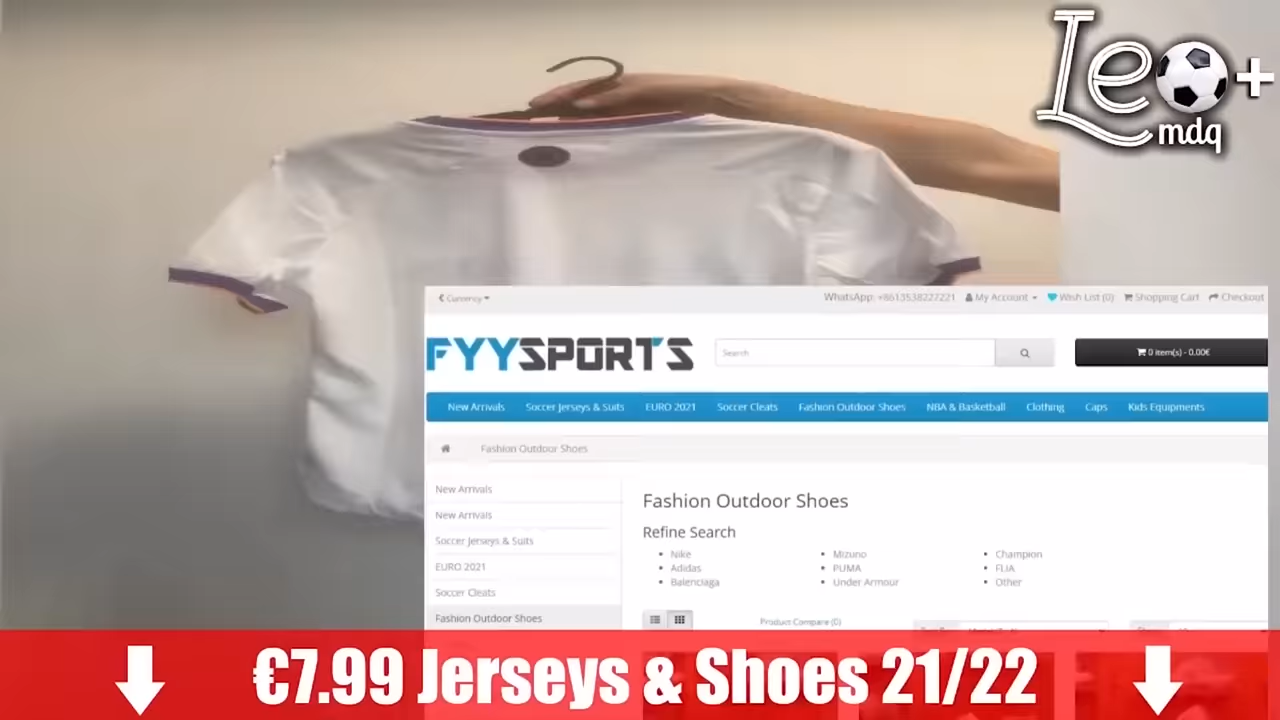 Leo+
mdq
€ Currency
WhatsApp: +8613538227221 My Account Wish List (0) Shopping Cart Checkout
FYYSPORTS
Search
0 item(s) - 0.00€
New Arrivals Soccer Jerseys & Suits EURO 2021 Soccer Cleats Fashion Outdoor Shoes NBA & Basketball Clothing Caps Kids Equipments
Fashion Outdoor Shoes
New Arrivals
New Arrivals
Soccer Jerseys & Suits
EURO 2021
Soccer Cleats
Fashion Outdoor Shoes
Fashion Outdoor Shoes
Refine Search
Nike
Adidas
Balenciaga
Mizuno
PUMA
Under Armour
Champion
FILA
Other
Product Compare (0)
€7.99 Jerseys & Shoes 21/22